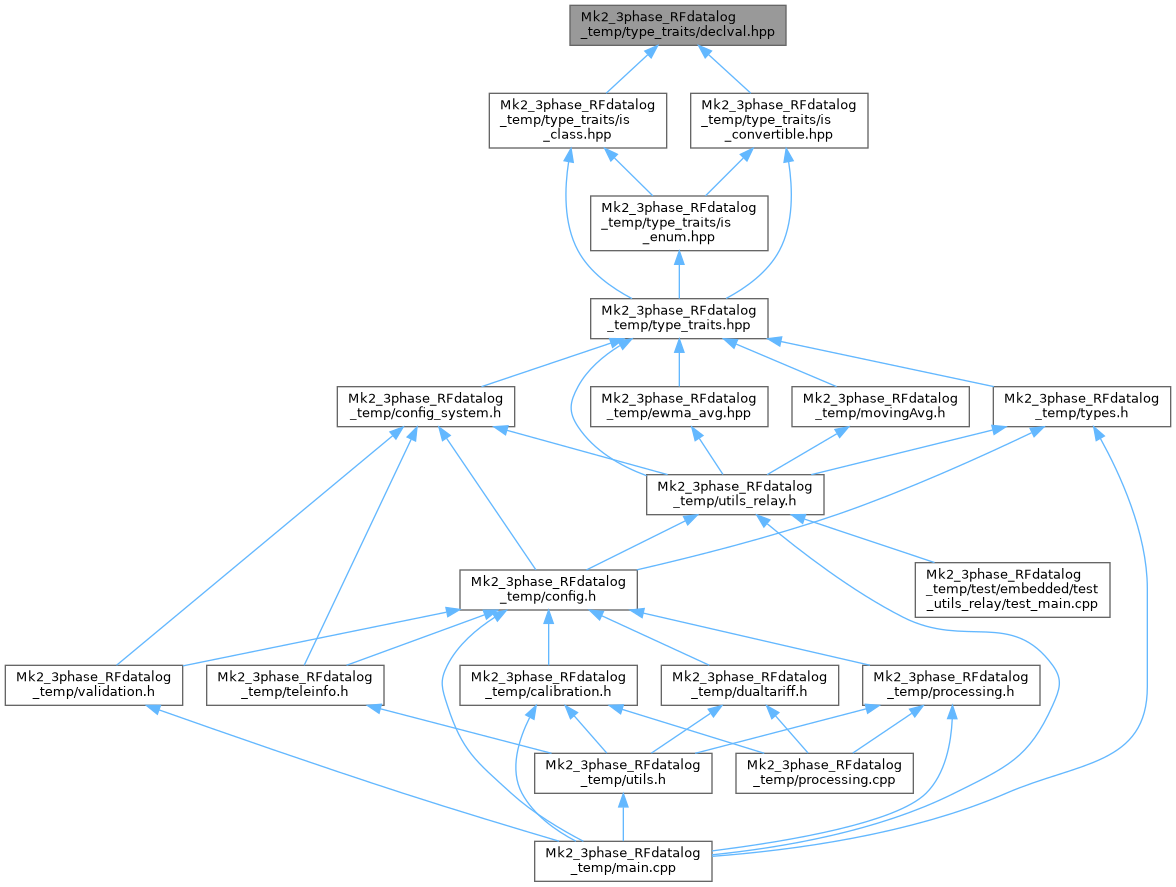 Mk2_3phase_RFdatalog
_temp/type_traits/declval.hpp
Mk2_3phase_RFdatalog
_temp/type_traits/is
_class.hpp
Mk2_3phase_RFdatalog
_temp/type_traits/is
_convertible.hpp
Mk2_3phase_RFdatalog
_temp/type_traits/is
_enum.hpp
Mk2_3phase_RFdatalog
_temp/type_traits.hpp
Mk2_3phase_RFdatalog
_temp/config_system.h
Mk2_3phase_RFdatalog
_temp/ewma_avg.hpp
Mk2_3phase_RFdatalog
_temp/movingAvg.h
Mk2_3phase_RFdatalog
_temp/types.h
Mk2_3phase_RFdatalog
_temp/utils_relay.h
Mk2_3phase_RFdatalog
_temp/config.h
Mk2_3phase_RFdatalog
_temp/test/embedded/test
_utils_relay/test_main.cpp
Mk2_3phase_RFdatalog
_temp/validation.h
Mk2_3phase_RFdatalog
_temp/teleinfo.h
Mk2_3phase_RFdatalog
_temp/calibration.h
Mk2_3phase_RFdatalog
_temp/dualtariff.h
Mk2_3phase_RFdatalog
_temp/processing.h
Mk2_3phase_RFdatalog
_temp/utils.h
Mk2_3phase_RFdatalog
_temp/processing.cpp
Mk2_3phase_RFdatalog
_temp/main.cpp